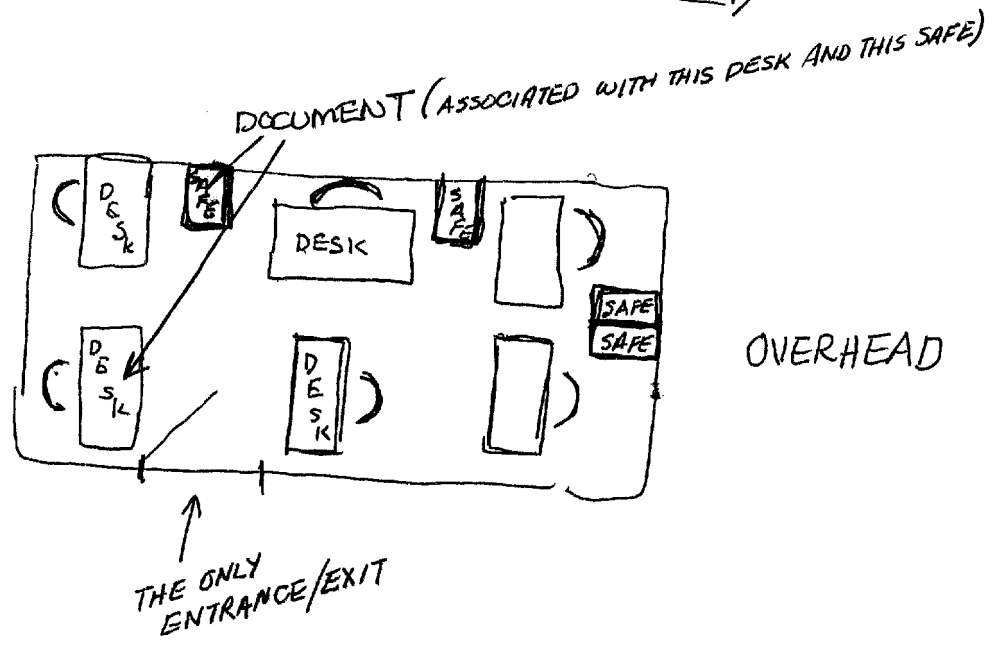 DOCUMENT (ASSOCIATED WITH THIS DESK AND THIS SAFE)
DESK
SAFE
DESK
SAFE
SAFE
SAFE
DESK
DESK
OVERHEAD
THE ONLY
ENTRANCE/EXIT